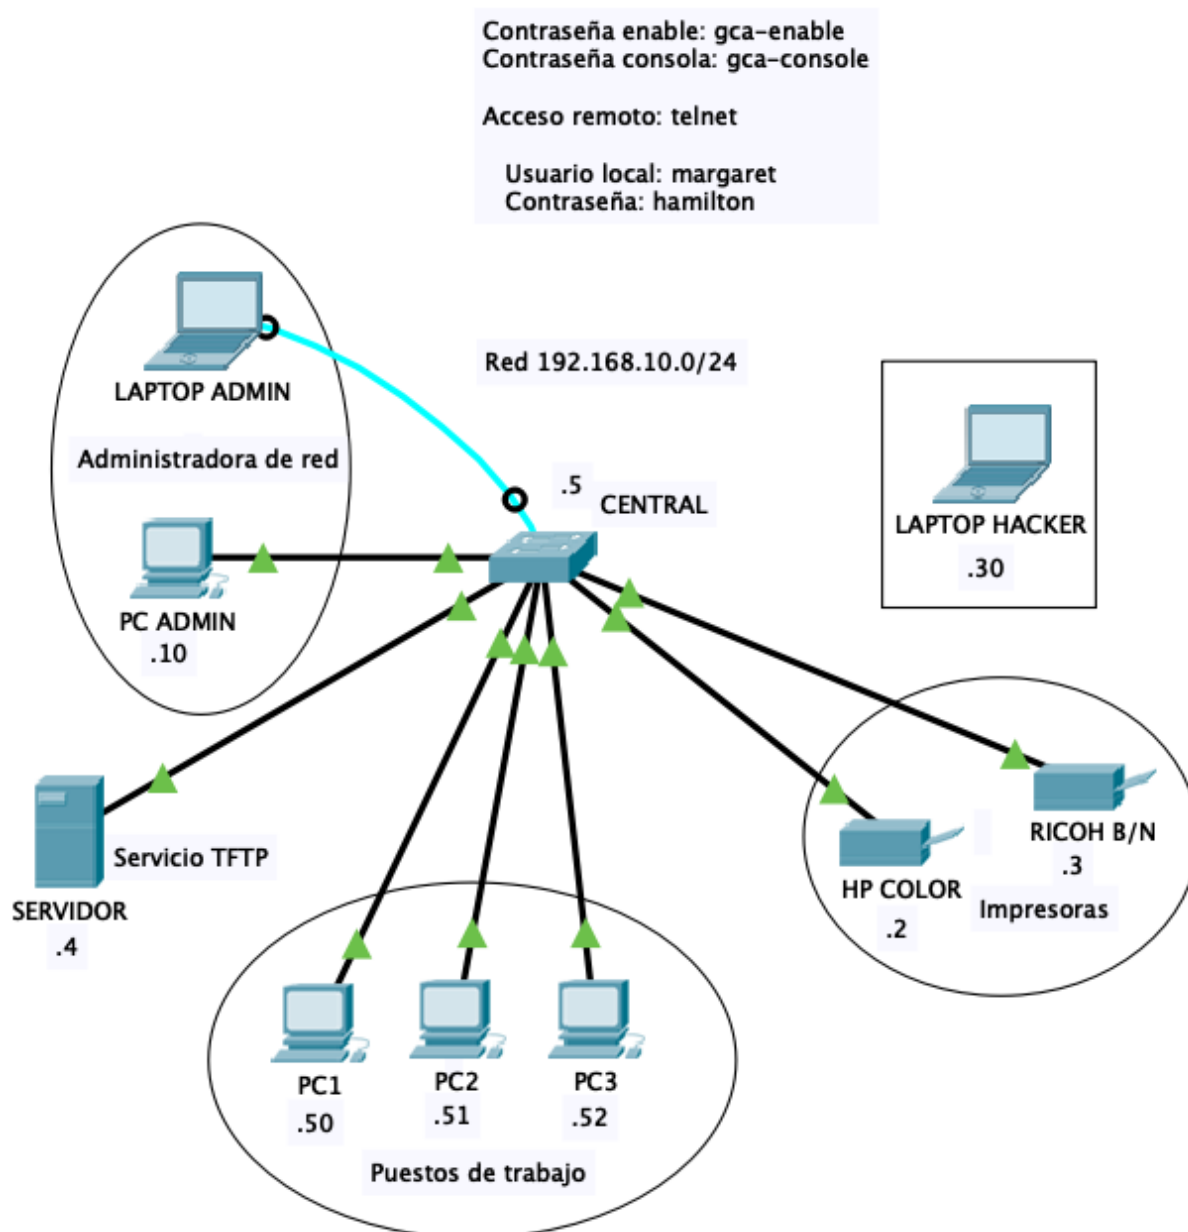 Contraseña enable: gca-enable
Contraseña consola: gca-console
Acceso remoto: telnet
Usuario local: margaret
Contraseña: hamilton
Red 192.168.10.0/24
LAPTOP ADMIN
Administradora de red
.5
CENTRAL
LAPTOP HACKER
.30
PC ADMIN
.10
Servicio TFTP
SERVIDOR
.4
RICOH B/N
.3
HP COLOR
.2
Impresoras
PC1
.50
PC2
.51
PC3
.52
Puestos de trabajo